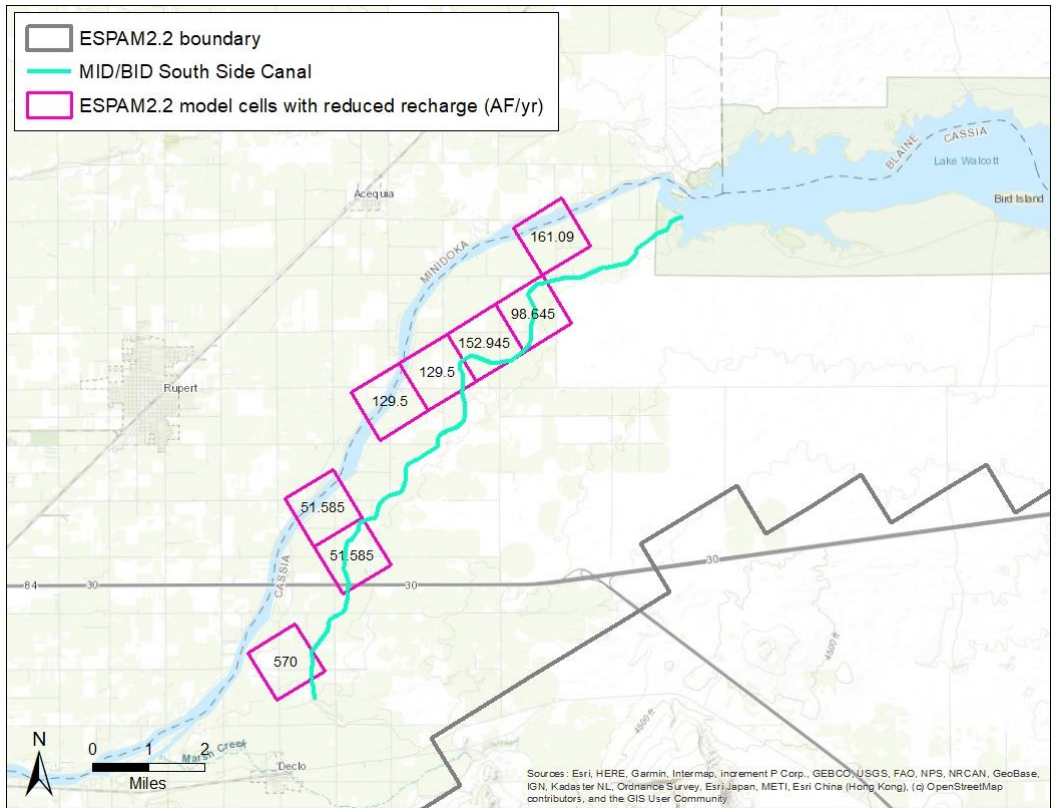 ESPAM2.2 boundary
MID/BID South Side Canal
ESPAM2.2 model cells with reduced recharge (AF/yr)
BLAINE
CASSIA
Lake Walcott
Bird Island
Acequia
161.09
MINIDOKA
98.645
152.945
129.5
129.5
Rupert
51.585
51.585
84
30
30
30
CASSIA
570
4500 ft
4500 ft
N
0 1 2
Miles
Marsh Creek
Declo
Sources: Esri, HERE, Garmin, Intermap, increment P Corp., GEBCO, USGS, FAO, NPS, NRCAN, GeoBase,
IGN, Kadaster NL, Ordnance Survey, Esri Japan, METI, Esri China (Hong Kong), (c) OpenStreetMap
contributors, and the GIS User Community